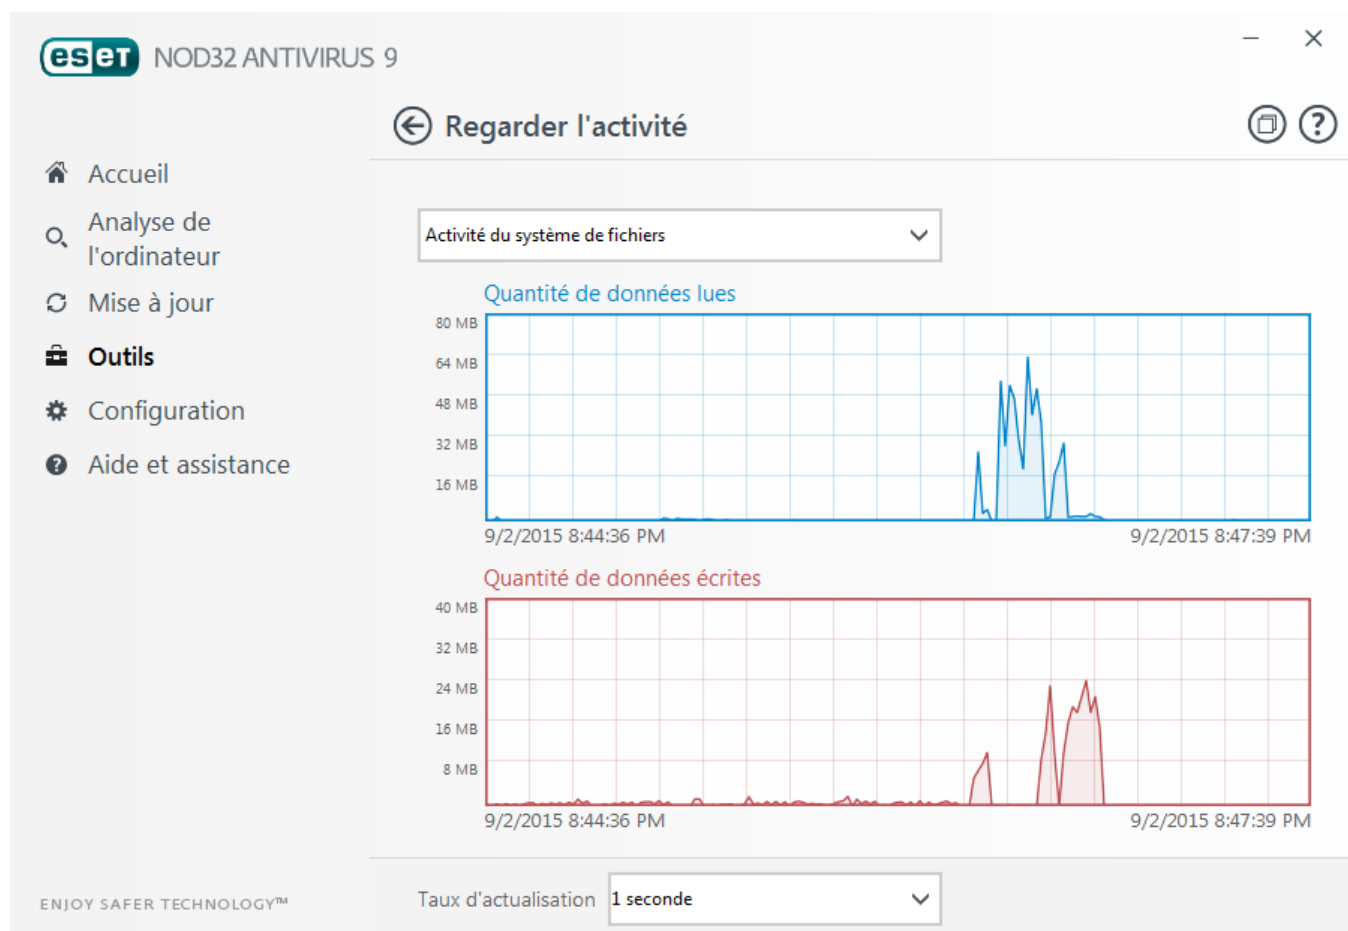 eset NOD32 ANTIVIRUS 9
Regarder l'activité
Accueil
Analyse de
l'ordinateur
Mise à jour
Outils
Configuration
Aide et assistance
Activité du système de fichiers
Quantité de données lues
80 MB
64 MB
48 MB
32 MB
16 MB
9/2/2015 8:44:36 PM 9/2/2015 8:47:39 PM
Quantité de données écrites
40 MB
32 MB
24 MB
16 MB
8 MB
9/2/2015 8:44:36 PM 9/2/2015 8:47:39 PM
Taux d'actualisation 1 seconde
ENJOY SAFER TECHNOLOGY™